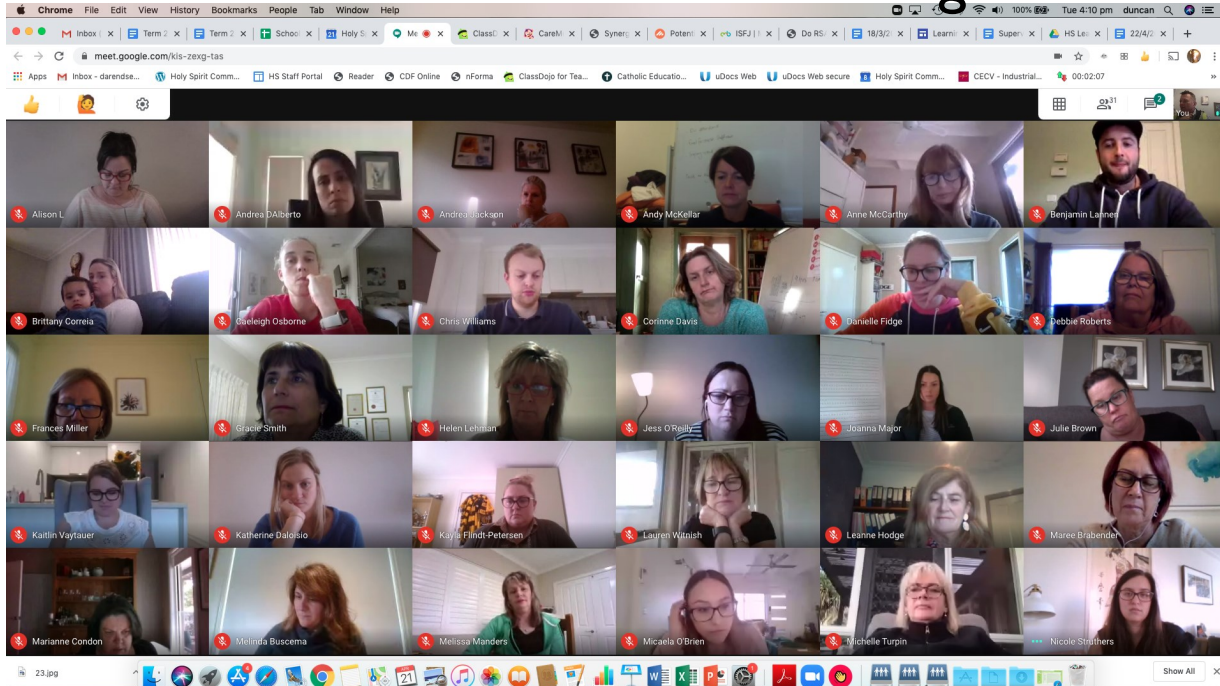 Chrome File Edit View History Bookmarks People Tab Window Help
100% Tue 4:10 pm duncan
Inbox ( Term 2 Term 2 School Holy S Me ClassD CareM Synerg Potent ISFJ | Do RSA 18/3/2 Learnin Super HS Lea 22/4/2
meet.google.com/kis-zexg-tas
Apps Inbox - darendse... Holy Spirit Comm... HS Staff Portal Reader CDF Online nForma ClassDojo for Tea... Catholic Educatio... uDocs Web uDocs Web secure Holy Spirit Comm... CECV - Industrial... 00:02:07 »
31 2 You
Alison L Andrea DAlberto Andrea Jackson Andy McKellar Anne McCarthy Benjamin Lannen
Brittany Correia Caeleigh Osborne Chris Williams Corinne Davis Danielle Fidge Debbie Roberts
Frances Miller Gracie Smith Helen Lehman Jess O'Reilly Joanna Major Julie Brown
Kaitlin Vaytauer Katherine Daloisio Kayla Flindt-Petersen Lauren Witnish Leanne Hodge Maree Brabender
Marianne Condon Melinda Buscema Melissa Manders Micaela O'Brien Michelle Turpin Nicole Struthers
23.jpg 21 Show All